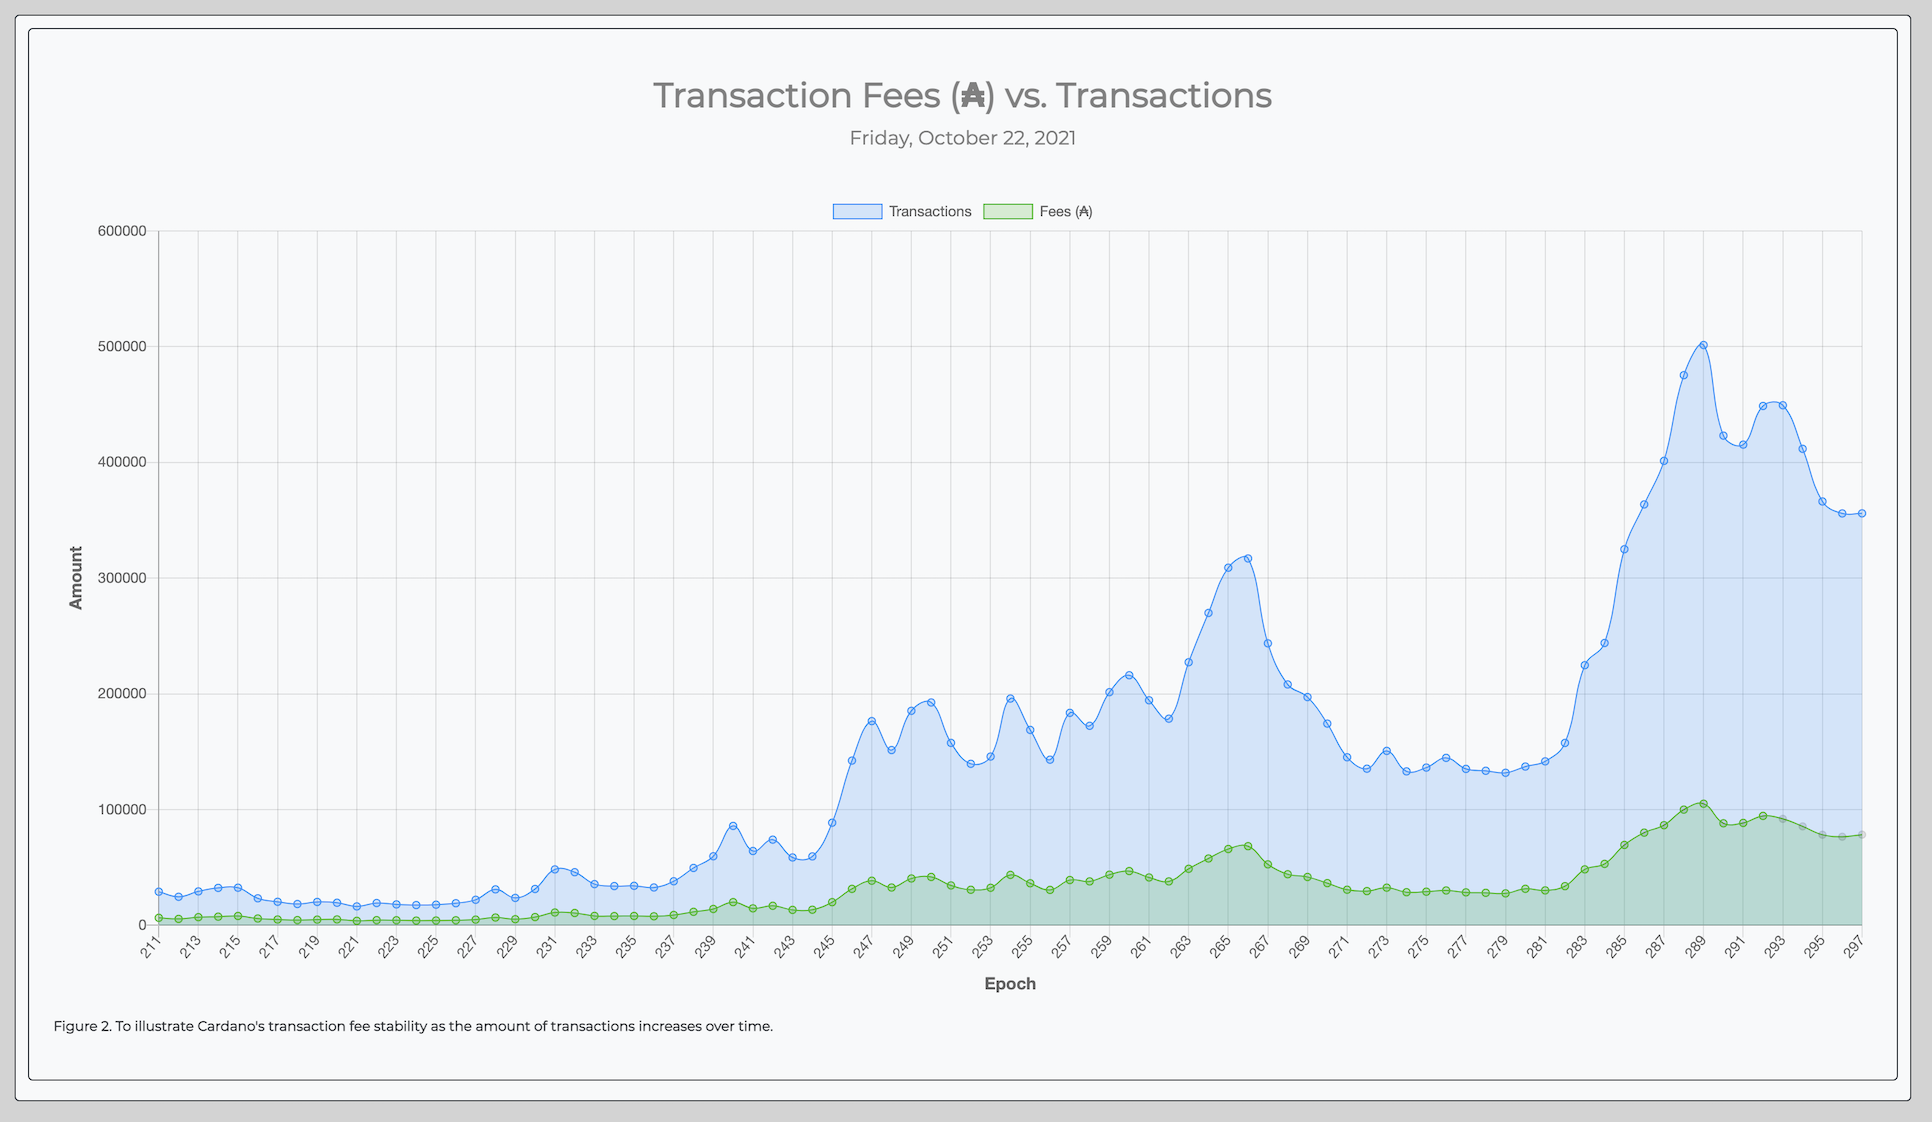 Transaction Fees (₳) vs. Transactions
Friday, October 22, 2021
Transactions Fees (₳)
600000
500000
400000
300000
200000
100000
0
Amount
211 213 215 217 219 221 223 225 227 229 231 233 235 237 239 241 243 245 247 249 251 253 255 257 259 261 263 265 267 269 271 273 275 277 279 281 283 285 287 289 291 293 295 297
Epoch
Figure 2. To illustrate Cardano's transaction fee stability as the amount of transactions increases over time.